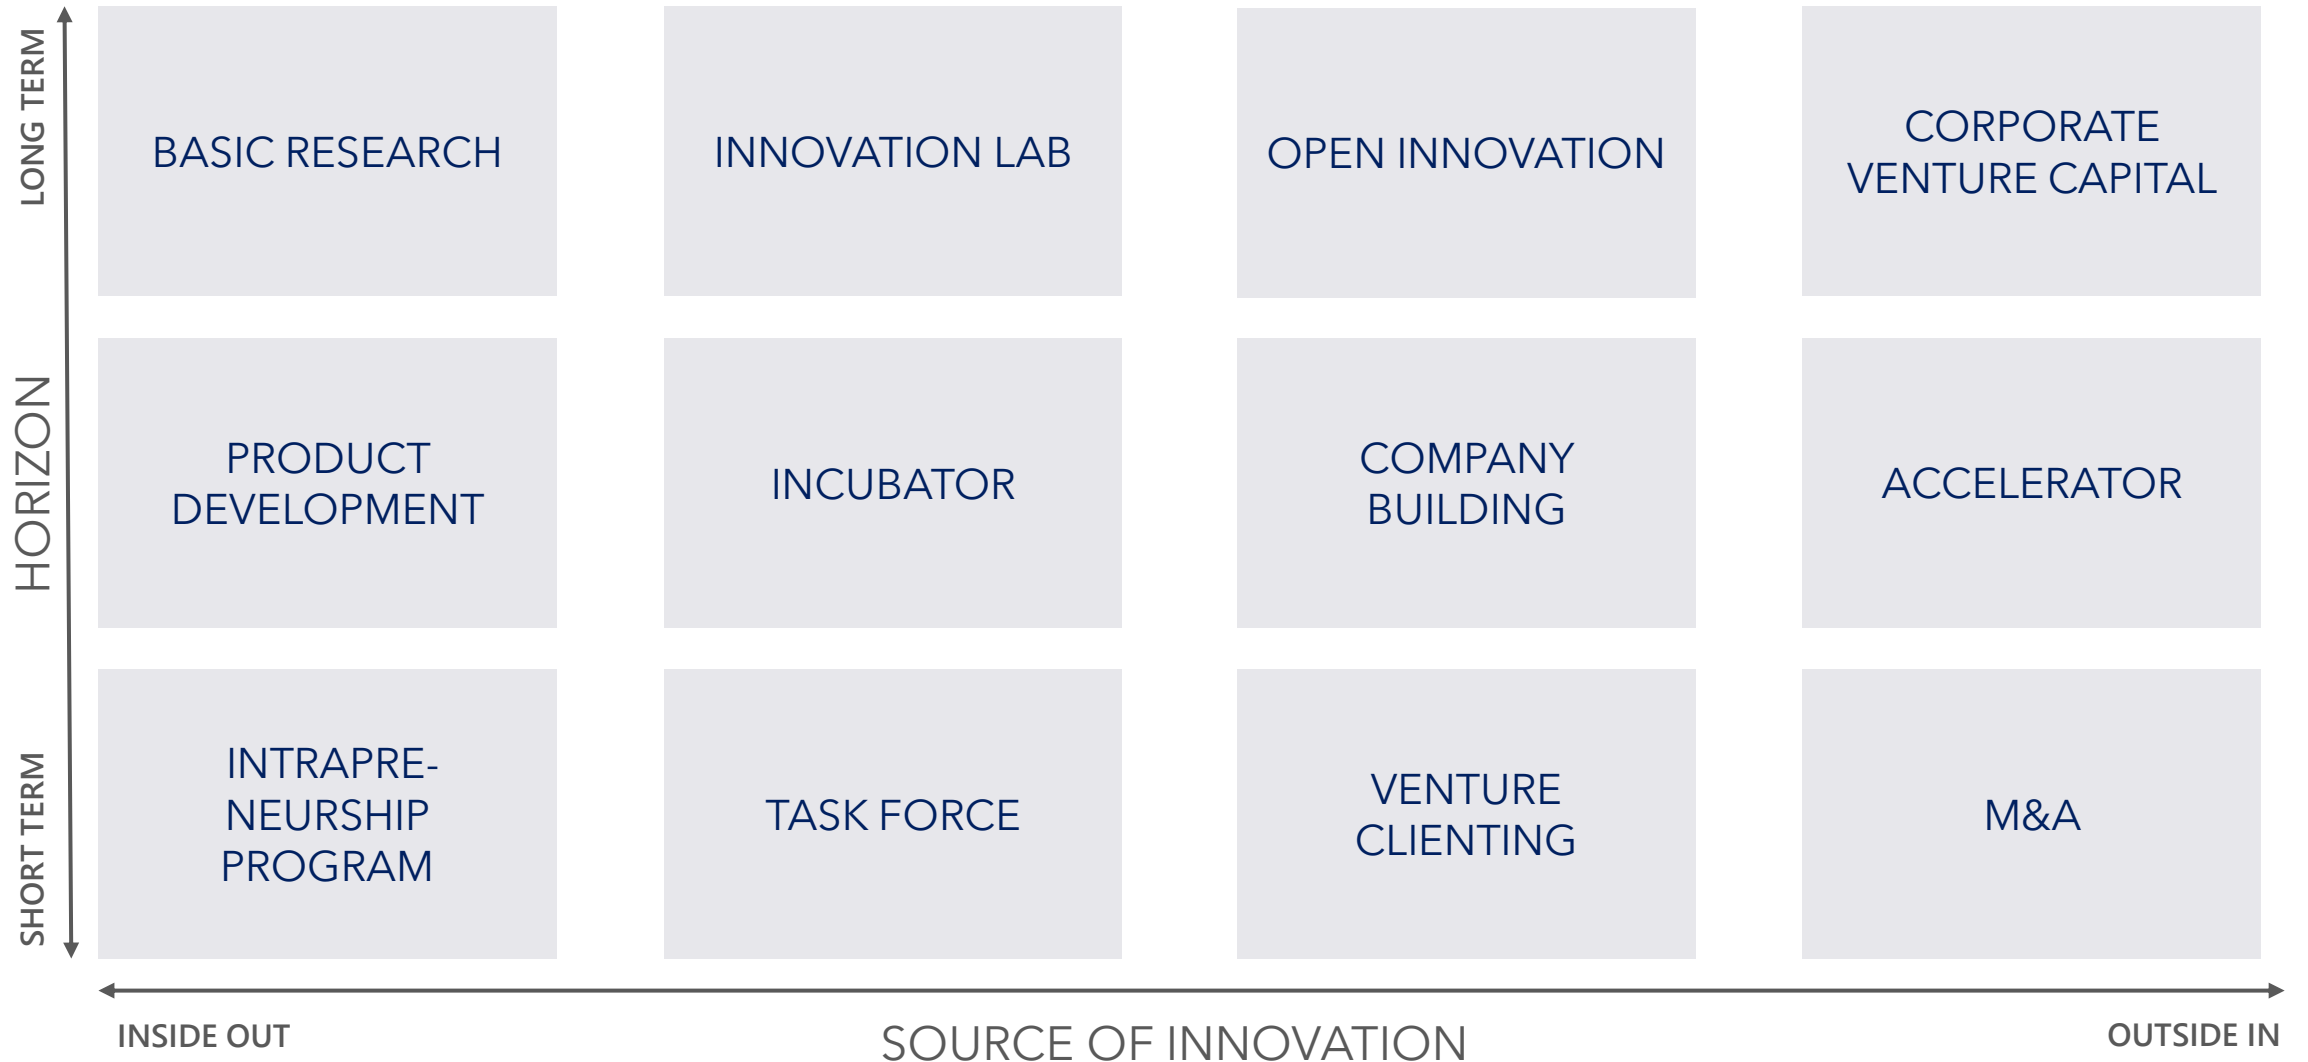 LONG TERM
HORIZON
SHORT TERM
BASIC RESEARCH
INNOVATION LAB
OPEN INNOVATION
CORPORATE
VENTURE CAPITAL
PRODUCT
DEVELOPMENT
INCUBATOR
COMPANY
BUILDING
ACCELERATOR
INTRAPRE-
NEURSHIP
PROGRAM
TASK FORCE
VENTURE
CLIENTING
M&A
INSIDE OUT
SOURCE OF INNOVATION
OUTSIDE IN